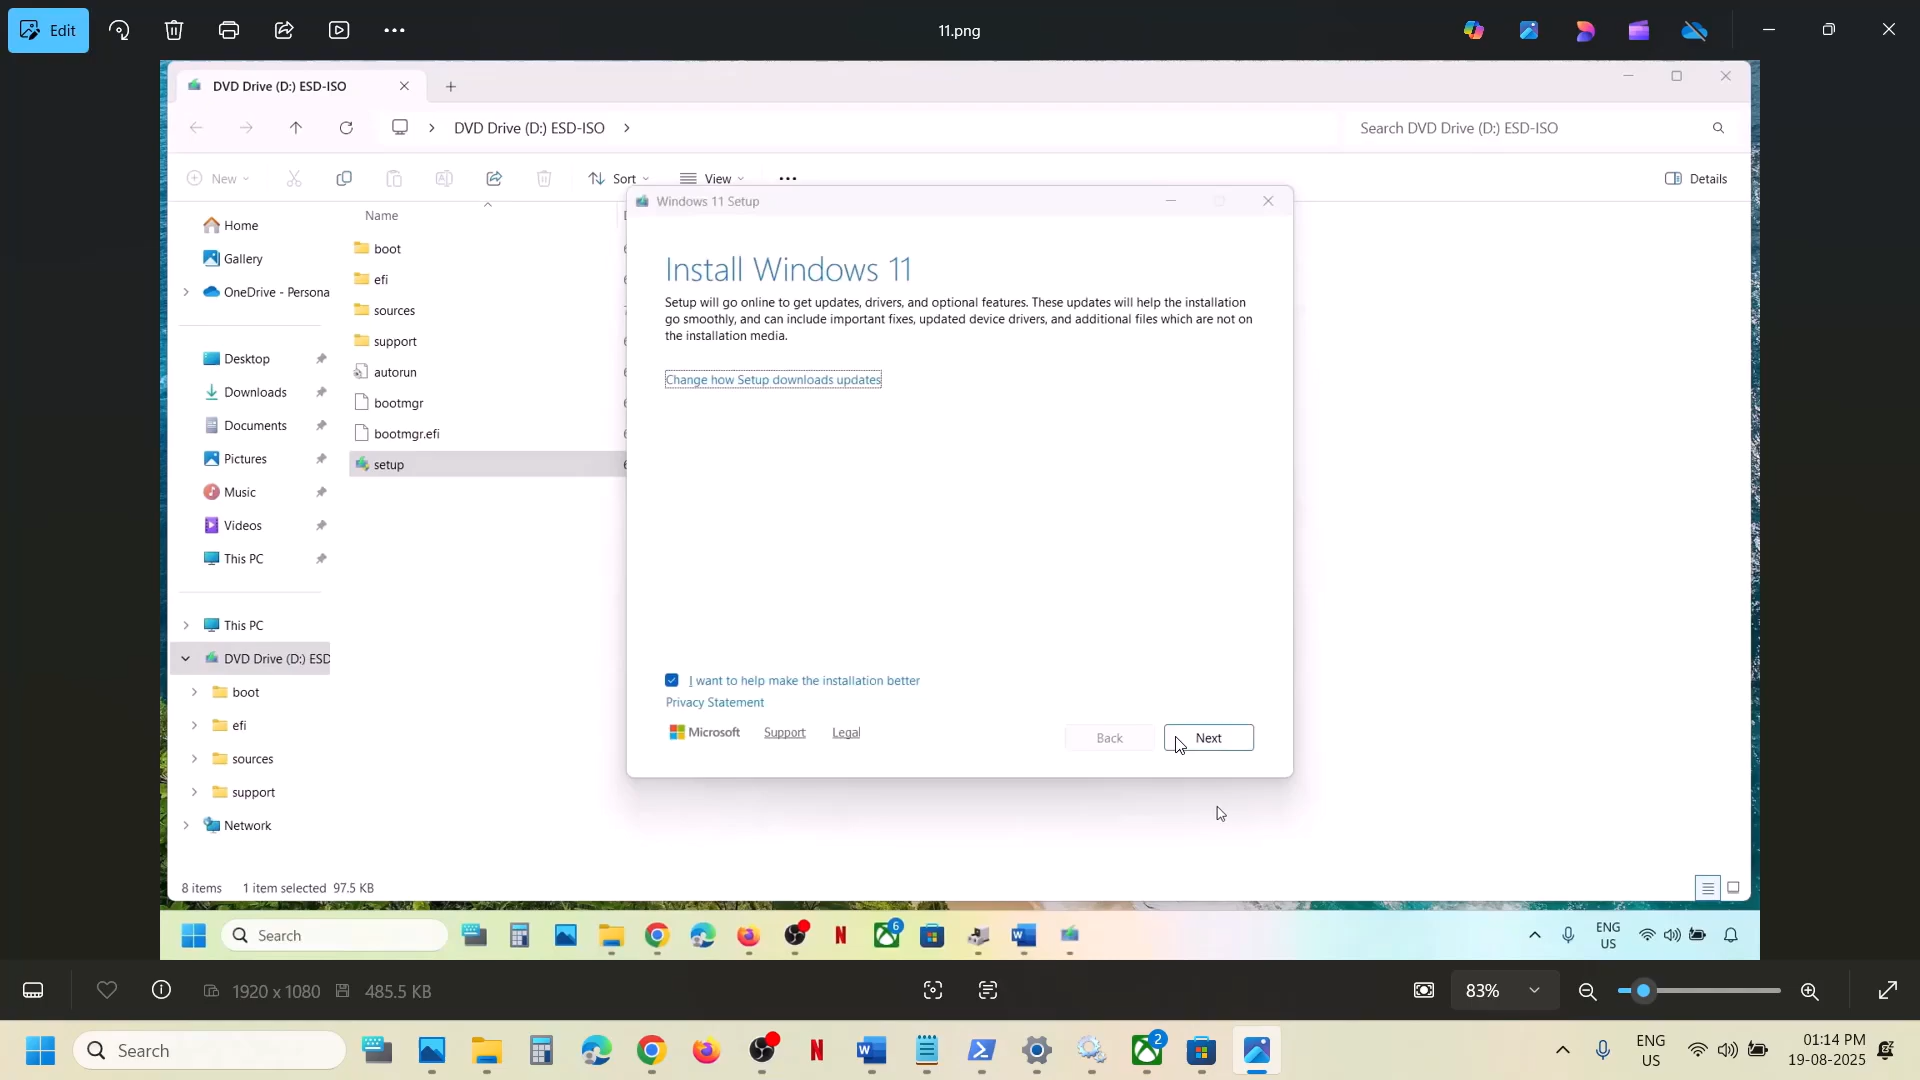 Edit
11.png
DVD Drive (D:) ESD-ISO
DVD Drive (D:) ESD-ISO
Search DVD Drive (D:) ESD-ISO
New
Sort
View
Details
Home
Gallery
OneDrive - Persona
Desktop
Downloads
Documents
Pictures
Music
Videos
This PC
This PC
DVD Drive (D:) ESD
boot
efi
sources
support
Network
Name
boot
efi
sources
support
autorun
bootmgr
bootmgr.efi
setup
Windows 11 Setup
Install Windows 11
Setup will go online to get updates, drivers, and optional features. These updates will help the installation
go smoothly, and can include important fixes, updated device drivers, and additional files which are not on
the installation media.
Change how Setup downloads updates
I want to help make the installation better
Privacy Statement
Microsoft Support Legal
Back Next
8 items 1 item selected 97.5 KB
Search
6
ENG
US
1920 x 1080 485.5 KB
83%
Search
2
ENG
US
01:14 PM
19-08-2025